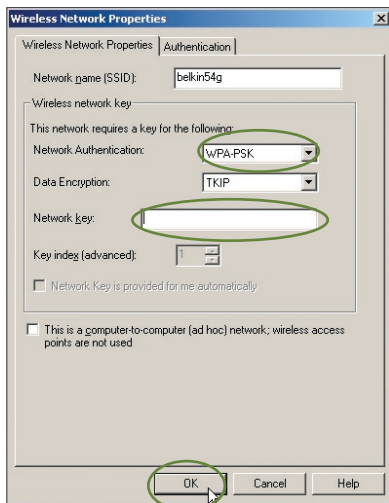 Wireless Network Properties
Wireless Network Properties Authentication
Network name (SSID): belkin54g
Wireless network key
This network requires a key for the following:
Network Authentication: WPA-PSK
Data Encryption: TKIP
Network key:
Key index (advanced): 1
Network Key is provided for me automatically
This is a computer-to-computer (ad hoc) network; wireless access
points are not used
OK Cancel Help